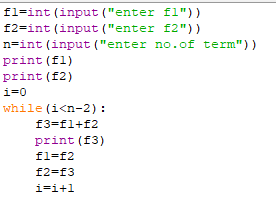 f1=int(input("enter f1"))
f2=int(input("enter f2"))
n=int(input("enter no.of term"))
print(f1)
print(f2)
i=0
while(i<n-2):
    f3=f1+f2
    print(f3)
    f1=f2
    f2=f3
    i=i+1